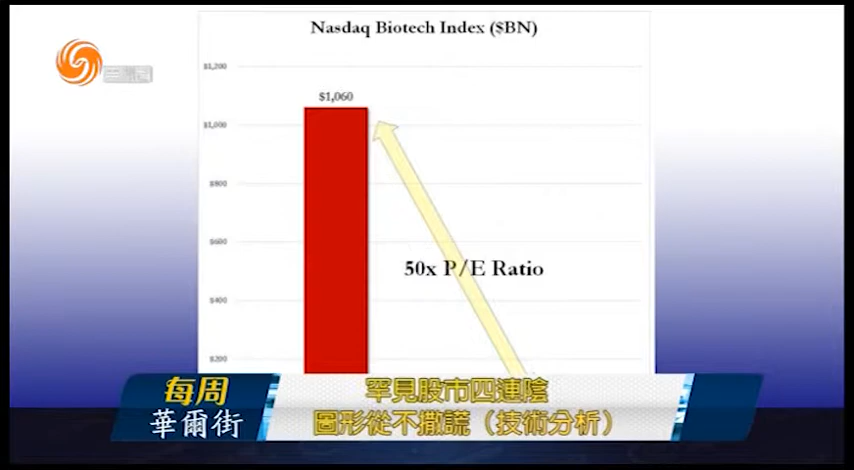 Nasdaq Biotech Index ($BN)
$1,200
$1,060
$1,000
$800
$600
50x P/E Ratio
$400
$200
每周
華爾街
罕見股市四連陰
圖形從不撒謊（技術分析）